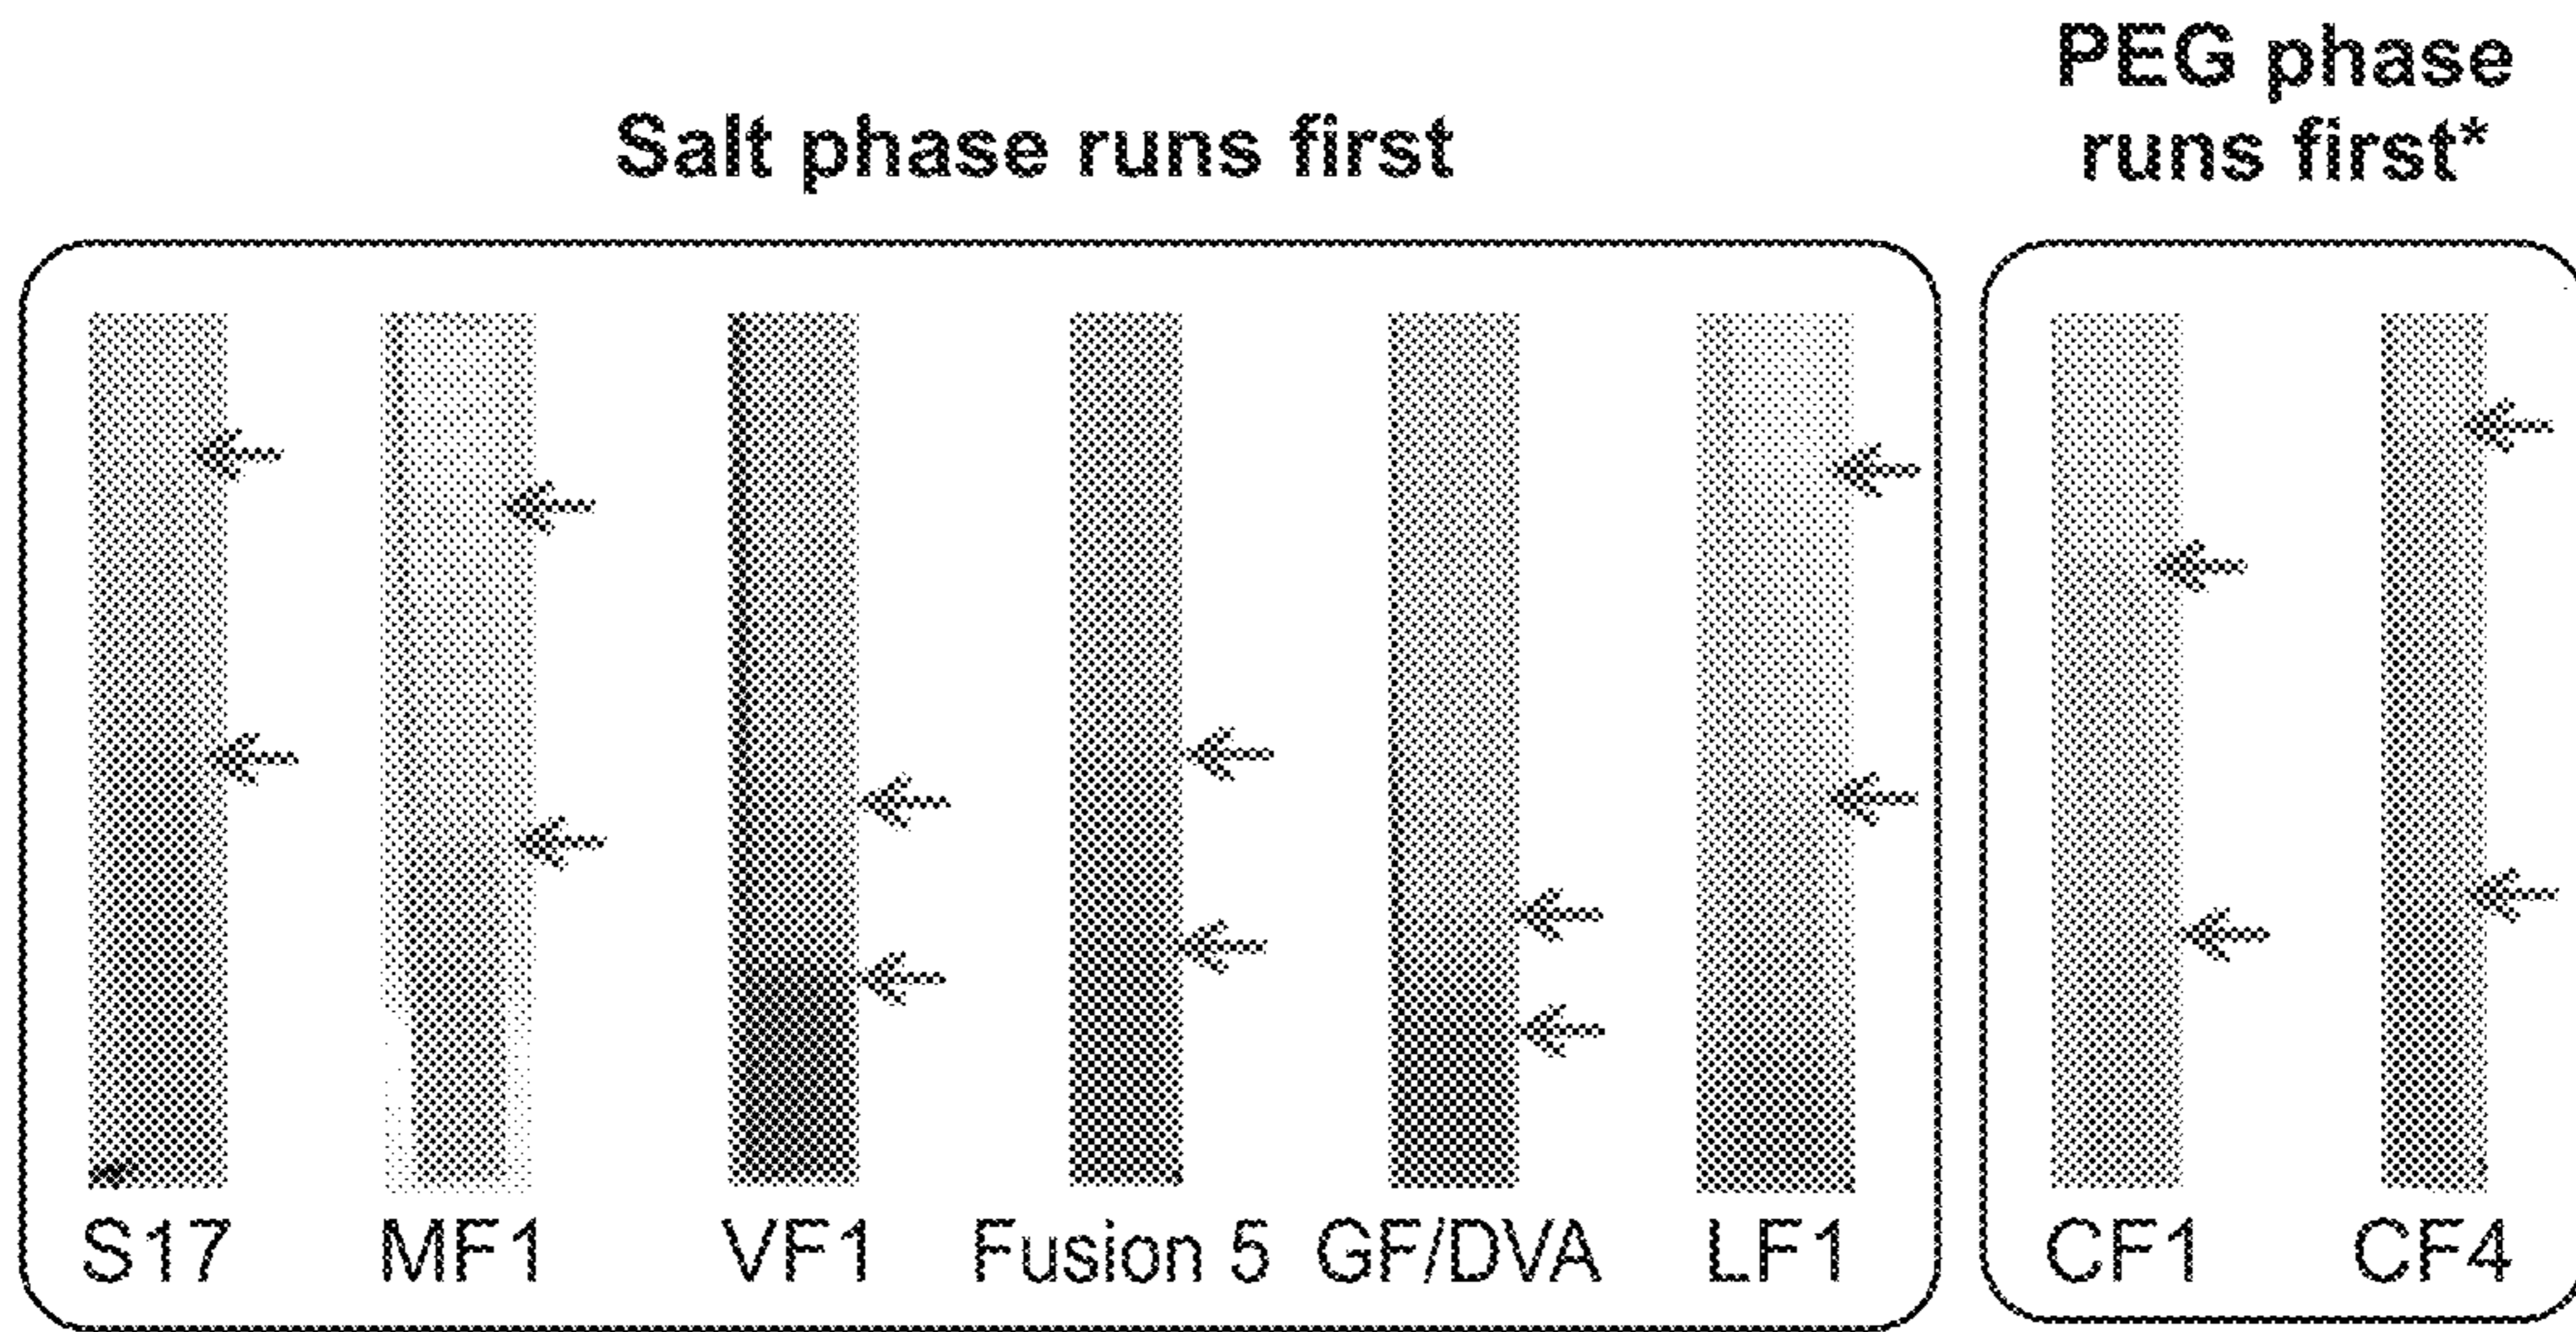 Salt phase runs first
PEG phase
runs first*
S17 MF1 VF1 Fusion 5 GF/DVA LF1 CF1 CF4